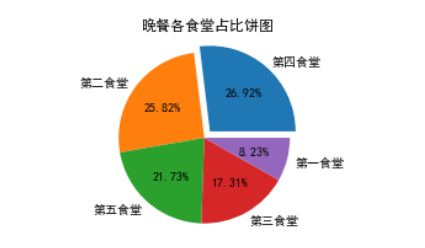 晚餐各食堂占比饼图
第四食堂
26.92%
第二食堂
25.82%
第五食堂
21.73%
第三食堂
17.31%
第一食堂
8.23%